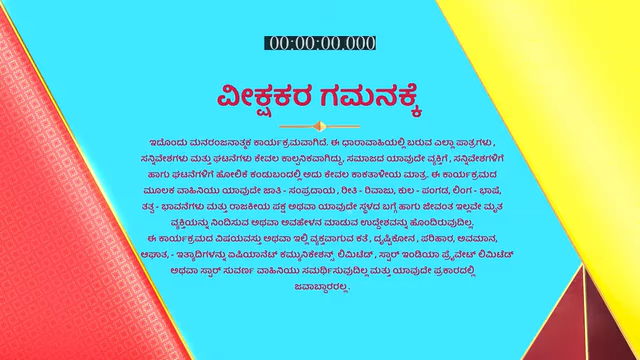 00:00:00.000
ವೀಕ್ಷಕರ ಗಮನಕ್ಕೆ
ಇದೊಂದು ಮನರಂಜನಾತ್ಮಕ ಕಾರ್ಯಕ್ರಮವಾಗಿದೆ. ಈ ಧಾರಾವಾಹಿಯಲ್ಲಿ ಬರುವ ಎಲ್ಲಾ ಪಾತ್ರಗಳು ,
ಸನ್ನಿವೇಶಗಳು ಮತ್ತು ಘಟನೆಗಳು ಕೇವಲ ಕಾಲ್ಪನಿಕವಾಗಿದ್ದು, ಸಮಾಜದ ಯಾವುದೇ ವ್ಯಕ್ತಿಗೆ , ಸನ್ನಿವೇಶಗಳಿಗೆ
ಹಾಗು ಘಟನೆಗಳಿಗೆ ಹೋಲಿಕೆ ಕಂಡುಬಂದಲ್ಲಿ ಅದು ಕೇವಲ ಕಾಕತಾಳೀಯ ಮಾತ್ರ. ಈ ಕಾರ್ಯಕ್ರಮದ
ಮೂಲಕ ವಾಹಿನಿಯು ಯಾವುದೇ ಜಾತಿ - ಸಂಪ್ರದಾಯ , ರೀತಿ - ರಿವಾಜು, ಕುಲ - ಪಂಗಡ, ಲಿಂಗ - ಭಾಷೆ,
ತತ್ವ - ಭಾವನೆಗಳು ಮತ್ತು ರಾಜಕೀಯ ಪಕ್ಷ ಅಥವಾ ಯಾವುದೇ ಸ್ಥಳದ ಬಗ್ಗೆ ಹಾಗು ಜೀವಂತ ಇಲ್ಲವೇ ಮೃತ
ವ್ಯಕ್ತಿಯನ್ನು ನಿಂದಿಸುವ ಅಥವಾ ಅವಹೇಳನ ಮಾಡುವ ಉದ್ದೇಶವನ್ನು ಹೊಂದಿರುವುದಿಲ್ಲ.
ಈ ಕಾರ್ಯಕ್ರಮದ ವಿಷಯವಸ್ತು ಅಥವಾ ಇಲ್ಲಿ ವ್ಯಕ್ತವಾಗುವ ಕತೆ , ದೃಷ್ಟಿಕೋನ , ಪರಿಹಾರ, ಅವಮಾನ,
ಆಘಾತ, - ಇತ್ಯಾದಿಗಳನ್ನು ಏಷಿಯಾನೆಟ್ ಕಮ್ಯುನಿಕೇಶನ್ಸ್ ಲಿಮಿಟೆಡ್ , ಸ್ಟಾರ್ ಇಂಡಿಯಾ ಪ್ರೈವೇಟ್ ಲಿಮಿಟೆಡ್
ಅಥವಾ ಸ್ಟಾರ್ ಸುವರ್ಣ ವಾಹಿನಿಯು ಸಮರ್ಥಿಸುವುದಿಲ್ಲ ಮತ್ತು ಯಾವುದೇ ಪ್ರಕಾರದಲ್ಲಿ
ಜವಾಬ್ದಾರರಲ್ಲ.